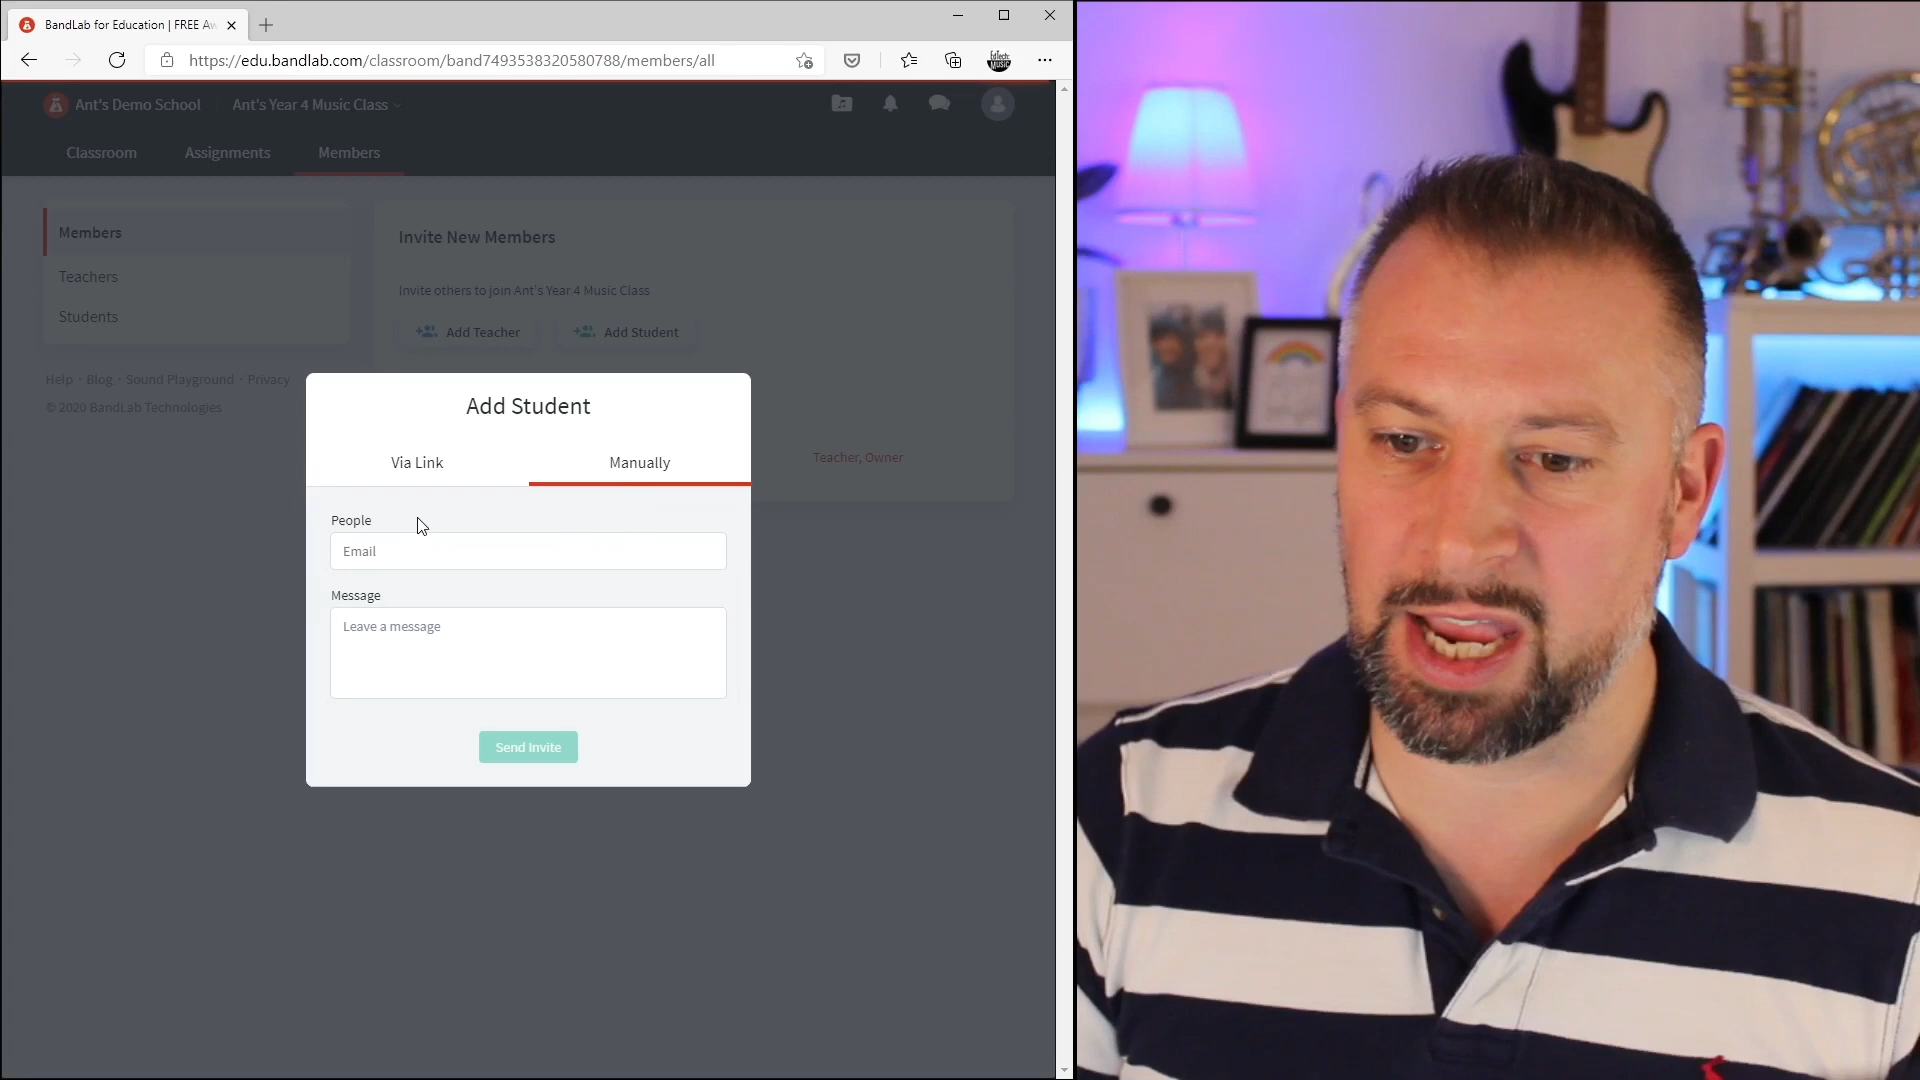 BandLab for Education | FREE Aw
https://edu.bandlab.com/classroom/band7493538320580788/members/all
EdTech Music
Ant's Demo School
Ant's Year 4 Music Class
Classroom
Assignments
Members
Members
Teachers
Students
Help · Blog · Sound Playground · Privacy
© 2020 BandLab Technologies
Invite New Members
Invite others to join Ant's Year 4 Music Class
Add Teacher
Add Student
Teacher, Owner
Add Student
Via Link
Manually
People
Email
Message
Leave a message
Send Invite